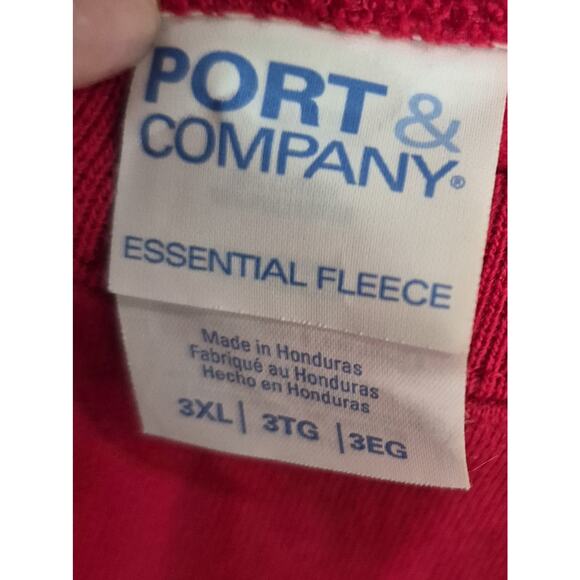 PORT &
COMPANY®
ESSENTIAL FLEECE
Made in Honduras
Fabriqué au Honduras
Hecho en Honduras
3XL | 3TG | 3EG